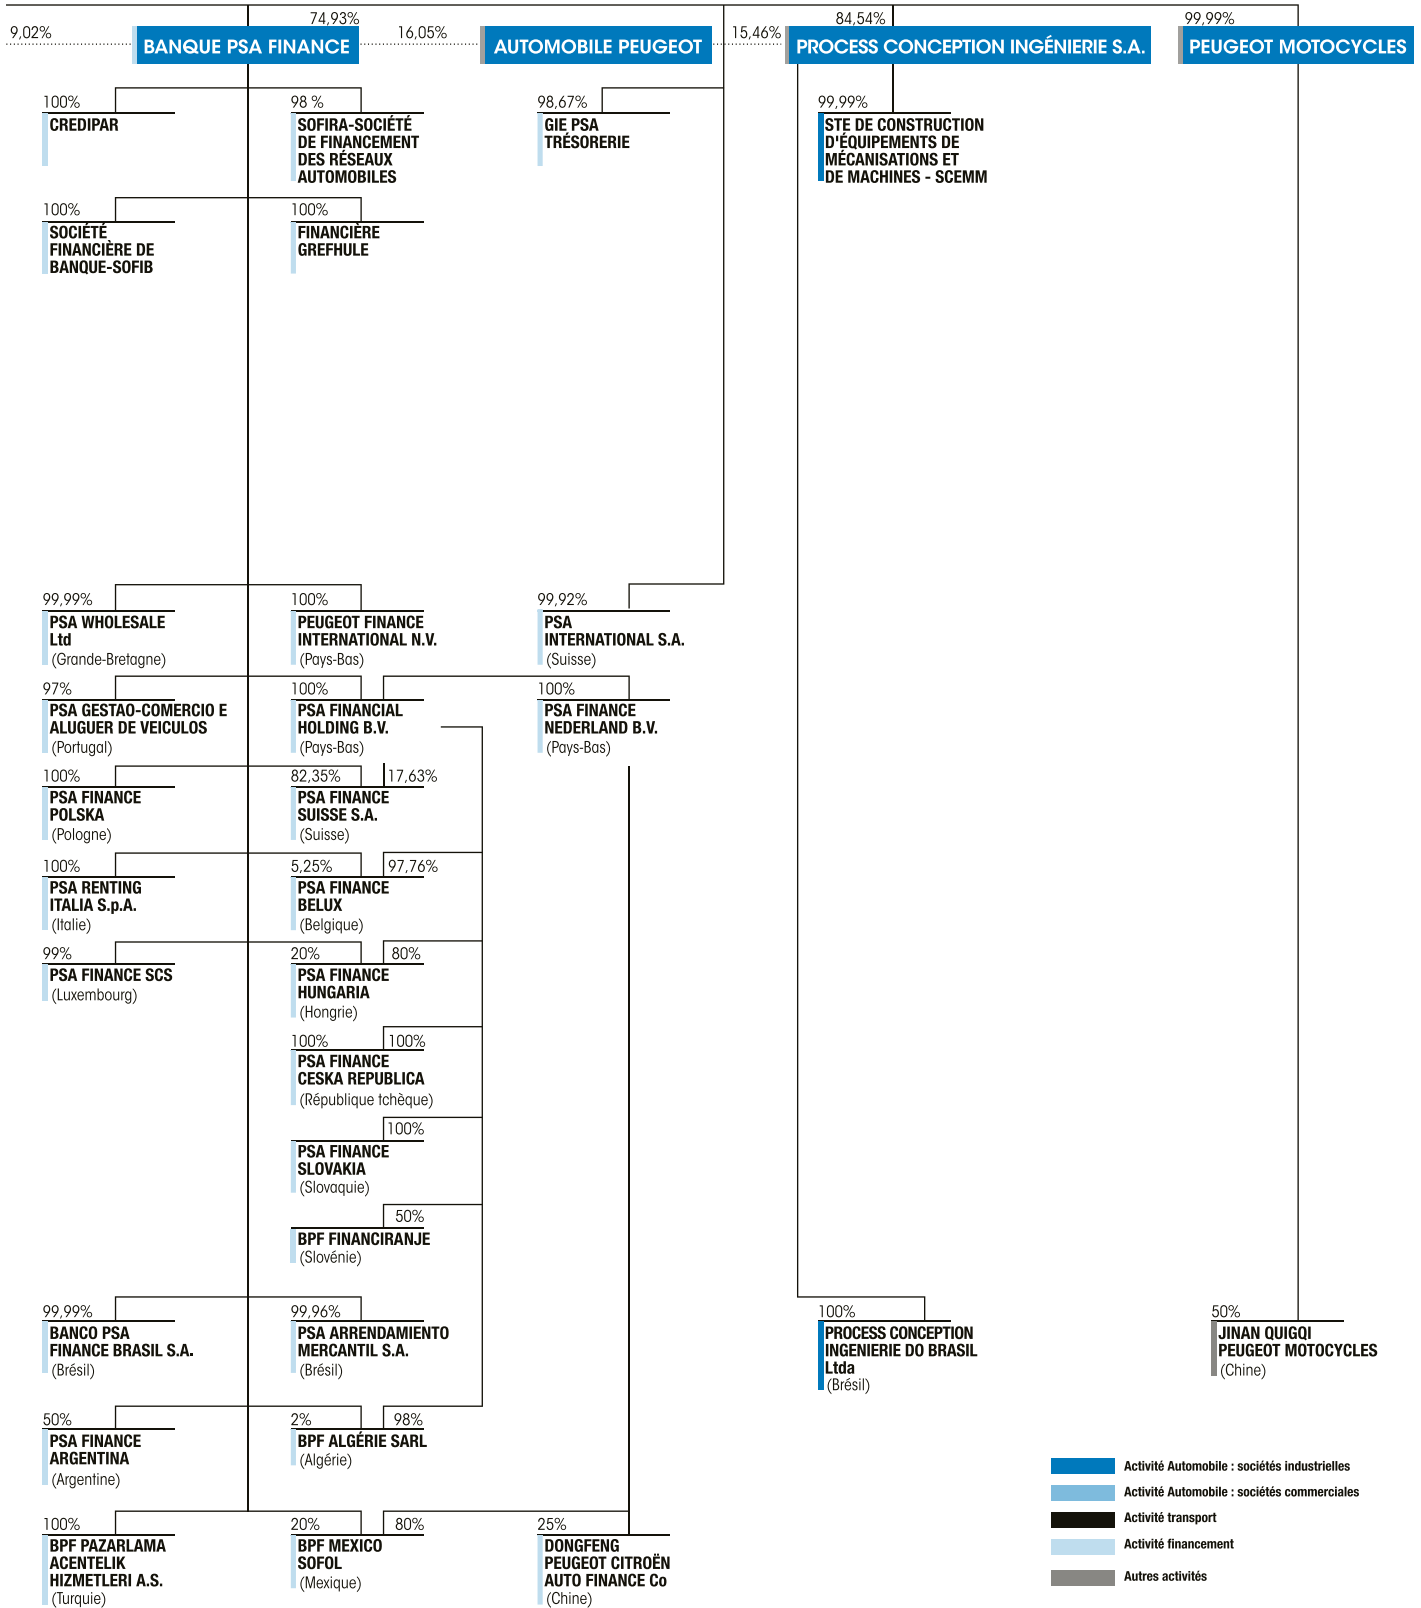 9,02%
74,93%
BANQUE PSA FINANCE
16,05%
AUTOMOBILE PEUGEOT
15,46%
84,54%
PROCESS CONCEPTION INGÉNIERIE S.A.
99,99%
PEUGEOT MOTOCYCLES
100%
CREDIPAR
98 %
SOFIRA-SOCIÉTÉ
DE FINANCEMENT
DES RÉSEAUX
AUTOMOBILES
98,67%
GIE PSA
TRÉSORERIE
99,99%
STE DE CONSTRUCTION
D'ÉQUIPEMENTS DE
MÉCANISATIONS ET
DE MACHINES - SCEMM
100%
SOCIÉTÉ
FINANCIÈRE DE
BANQUE-SOFIB
100%
FINANCIÈRE
GREFHULE
99,99%
PSA WHOLESALE
Ltd
(Grande-Bretagne)
100%
PEUGEOT FINANCE
INTERNATIONAL N.V.
(Pays-Bas)
99,92%
PSA
INTERNATIONAL S.A.
(Suisse)
97%
PSA GESTAO-COMERCIO E
ALUGUER DE VEICULOS
(Portugal)
100%
PSA FINANCIAL
HOLDING B.V.
(Pays-Bas)
100%
PSA FINANCE
NEDERLAND B.V.
(Pays-Bas)
100%
PSA FINANCE
POLSKA
(Pologne)
82,35%
17,63%
PSA FINANCE
SUISSE S.A.
(Suisse)
100%
PSA RENTING
ITALIA S.p.A.
(Italie)
5,25%
97,76%
PSA FINANCE
BELUX
(Belgique)
99%
PSA FINANCE SCS
(Luxembourg)
20%
80%
PSA FINANCE
HUNGARIA
(Hongrie)
100%
100%
PSA FINANCE
CESKA REPUBLICA
(République tchèque)
100%
PSA FINANCE
SLOVAKIA
(Slovaquie)
50%
BPF FINANCIRANJE
(Slovénie)
99,99%
BANCO PSA
FINANCE BRASIL S.A.
(Brésil)
99,96%
PSA ARRENDAMIENTO
MERCANTIL S.A.
(Brésil)
100%
PROCESS CONCEPTION
INGENIERIE DO BRASIL
Ltda
(Brésil)
50%
JINAN QUIGQI
PEUGEOT MOTOCYCLES
(Chine)
50%
PSA FINANCE
ARGENTINA
(Argentine)
2%
98%
BPF ALGÉRIE SARL
(Algérie)
100%
BPF PAZARLAMA
ACENTELIK
HIZMETLERI A.S.
(Turquie)
20%
80%
BPF MEXICO
SOFOL
(Mexique)
25%
DONGFENG
PEUGEOT CITROËN
AUTO FINANCE Co
(Chine)
Activité Automobile : sociétés industrielles
Activité Automobile : sociétés commerciales
Activité transport
Activité financement
Autres activités